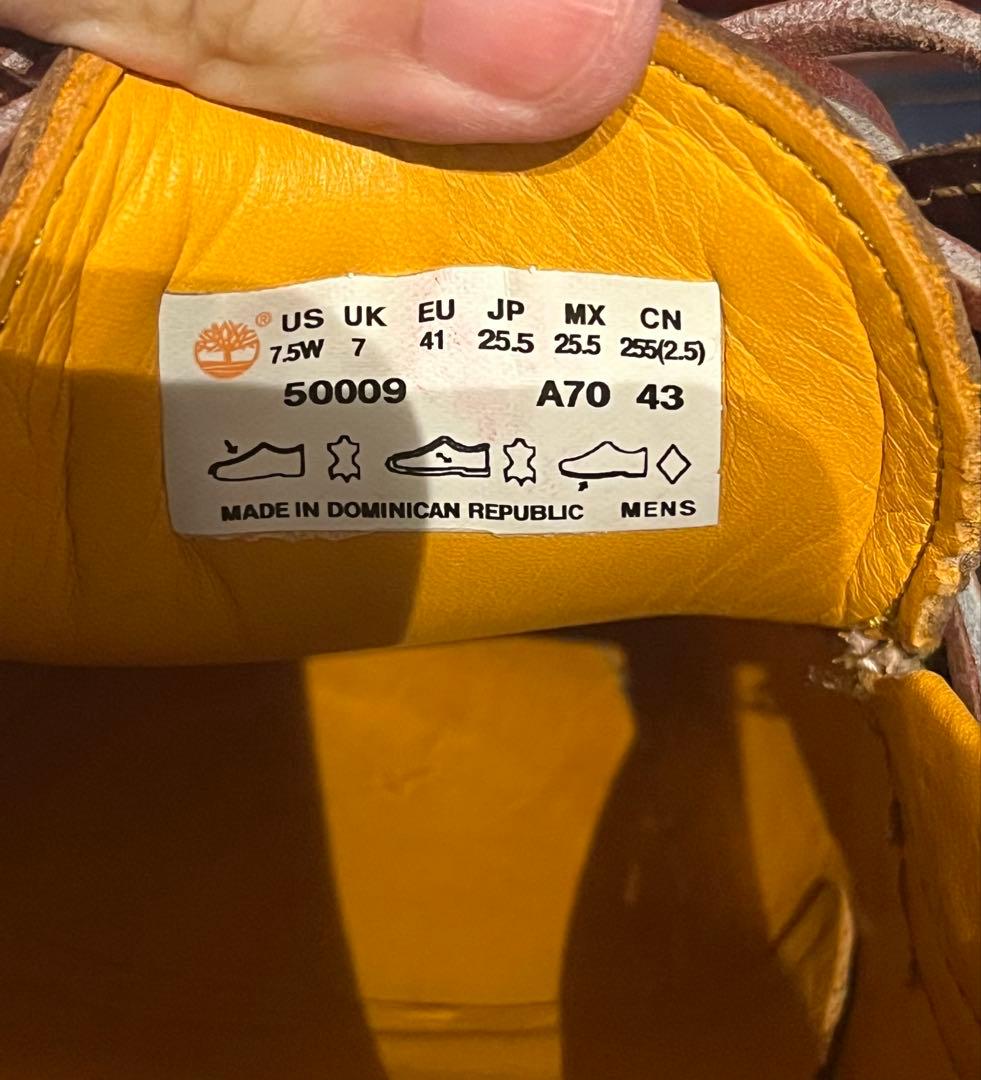 ® US UK EU JP MX CN
7.5W 7 41 25.5 25.5 255(2.5)
50009 A70 43
MADE IN DOMINICAN REPUBLIC MENS